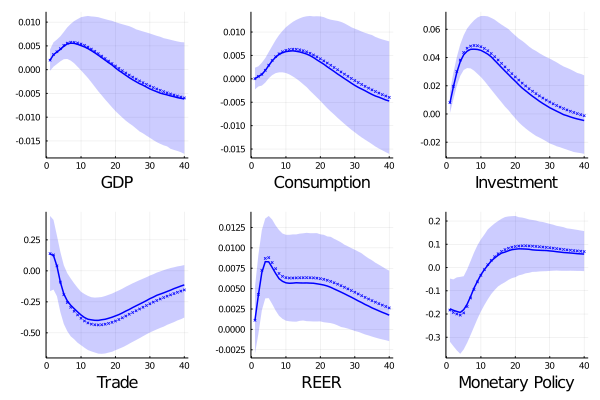 0.010
0.005
0.000
-0.005
-0.010
-0.015
0 10 20 30 40
GDP
0.010
0.005
0.000
-0.005
-0.010
-0.015
0 10 20 30 40
Consumption
0.06
0.04
0.02
0.00
-0.02
0 10 20 30 40
Investment
0.25
0.00
-0.25
-0.50
0 10 20 30 40
Trade
0.0125
0.0100
0.0075
0.0050
0.0025
0.0000
-0.0025
0 10 20 30 40
REER
0.2
0.1
0.0
-0.1
-0.2
-0.3
0 10 20 30 40
Monetary Policy